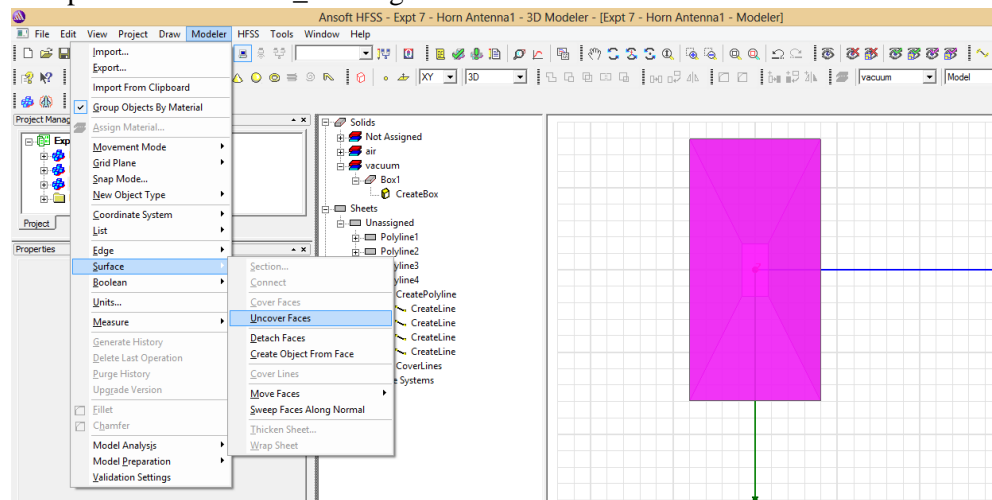 Ansoft HFSS - Expt 7 - Horn Antenna1 - 3D Modeler - [Expt 7 - Horn Antenna1 - Modeler]
File Edit View Project Draw Modeler HFSS Tools Window Help
Import...
Export...
Import From Clipboard
Group Objects By Material
Assign Material...
Movement Mode
Grid Plane
Snap Mode...
New Object Type
Coordinate System
List
Edge
Surface
Boolean
Units...
Measure
Generate History
Delete Last Operation
Purge History
Upgrade Version
Fillet
Chamfer
Model Analysis
Model Preparation
Validation Settings
Section...
Connect
Cover Faces
Uncover Faces
Detach Faces
Create Object From Face
Cover Lines
Move Faces
Sweep Faces Along Normal
Thicken Sheet...
Wrap Sheet
XY
3D
vacuum
Model
Project Manag
Exp
Project
Properties
Solids
Not Assigned
air
vacuum
Box1
CreateBox
Sheets
Unassigned
Polyline1
Polyline2
yline3
yline4
CreatePolyline
CreateLine
CreateLine
CreateLine
CreateLine
CoverLines
e Systems